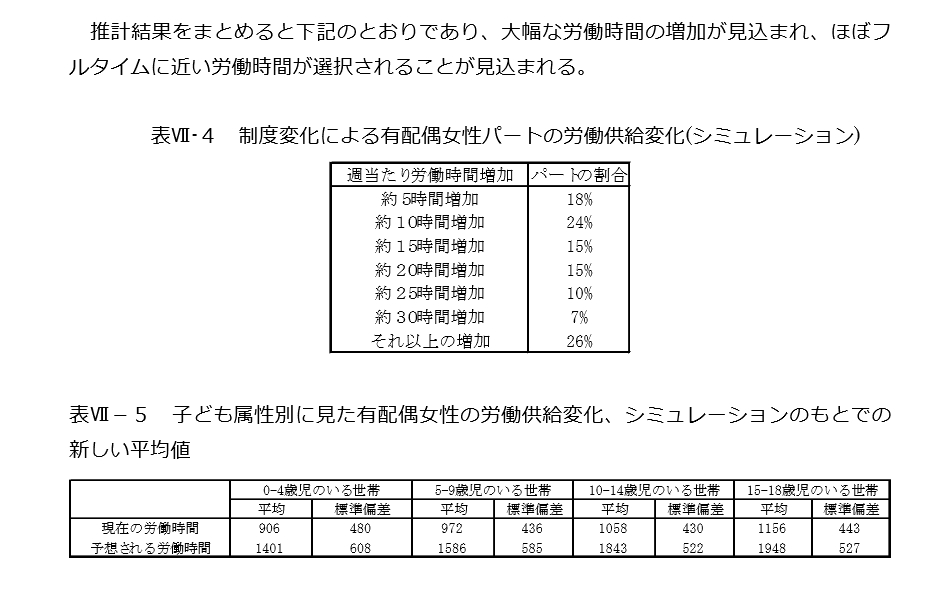 推計結果をまとめると下記のとおりであり、大幅な労働時間の増加が見込まれ、ほぼフ
ルタイムに近い労働時間が選択されることが見込まれる。
表Ⅶ-４　制度変化による有配偶女性パートの労働供給変化(シミュレーション)
週当たり労働時間増加 パートの割合
約５時間増加 18%
約１０時間増加 24%
約１５時間増加 15%
約２０時間増加 15%
約２５時間増加 10%
約３０時間増加 7%
それ以上の増加 26%
表Ⅶ－５　子ども属性別に見た有配偶女性の労働供給変化、シミュレーションのもとでの
新しい平均値
0-4歳児のいる世帯 5-9歳児のいる世帯 10-14歳児のいる世帯 15-18歳児のいる世帯
平均 標準偏差 平均 標準偏差 平均 標準偏差 平均 標準偏差
現在の労働時間 906 480 972 436 1058 430 1156 443
予想される労働時間 1401 608 1586 585 1843 522 1948 527